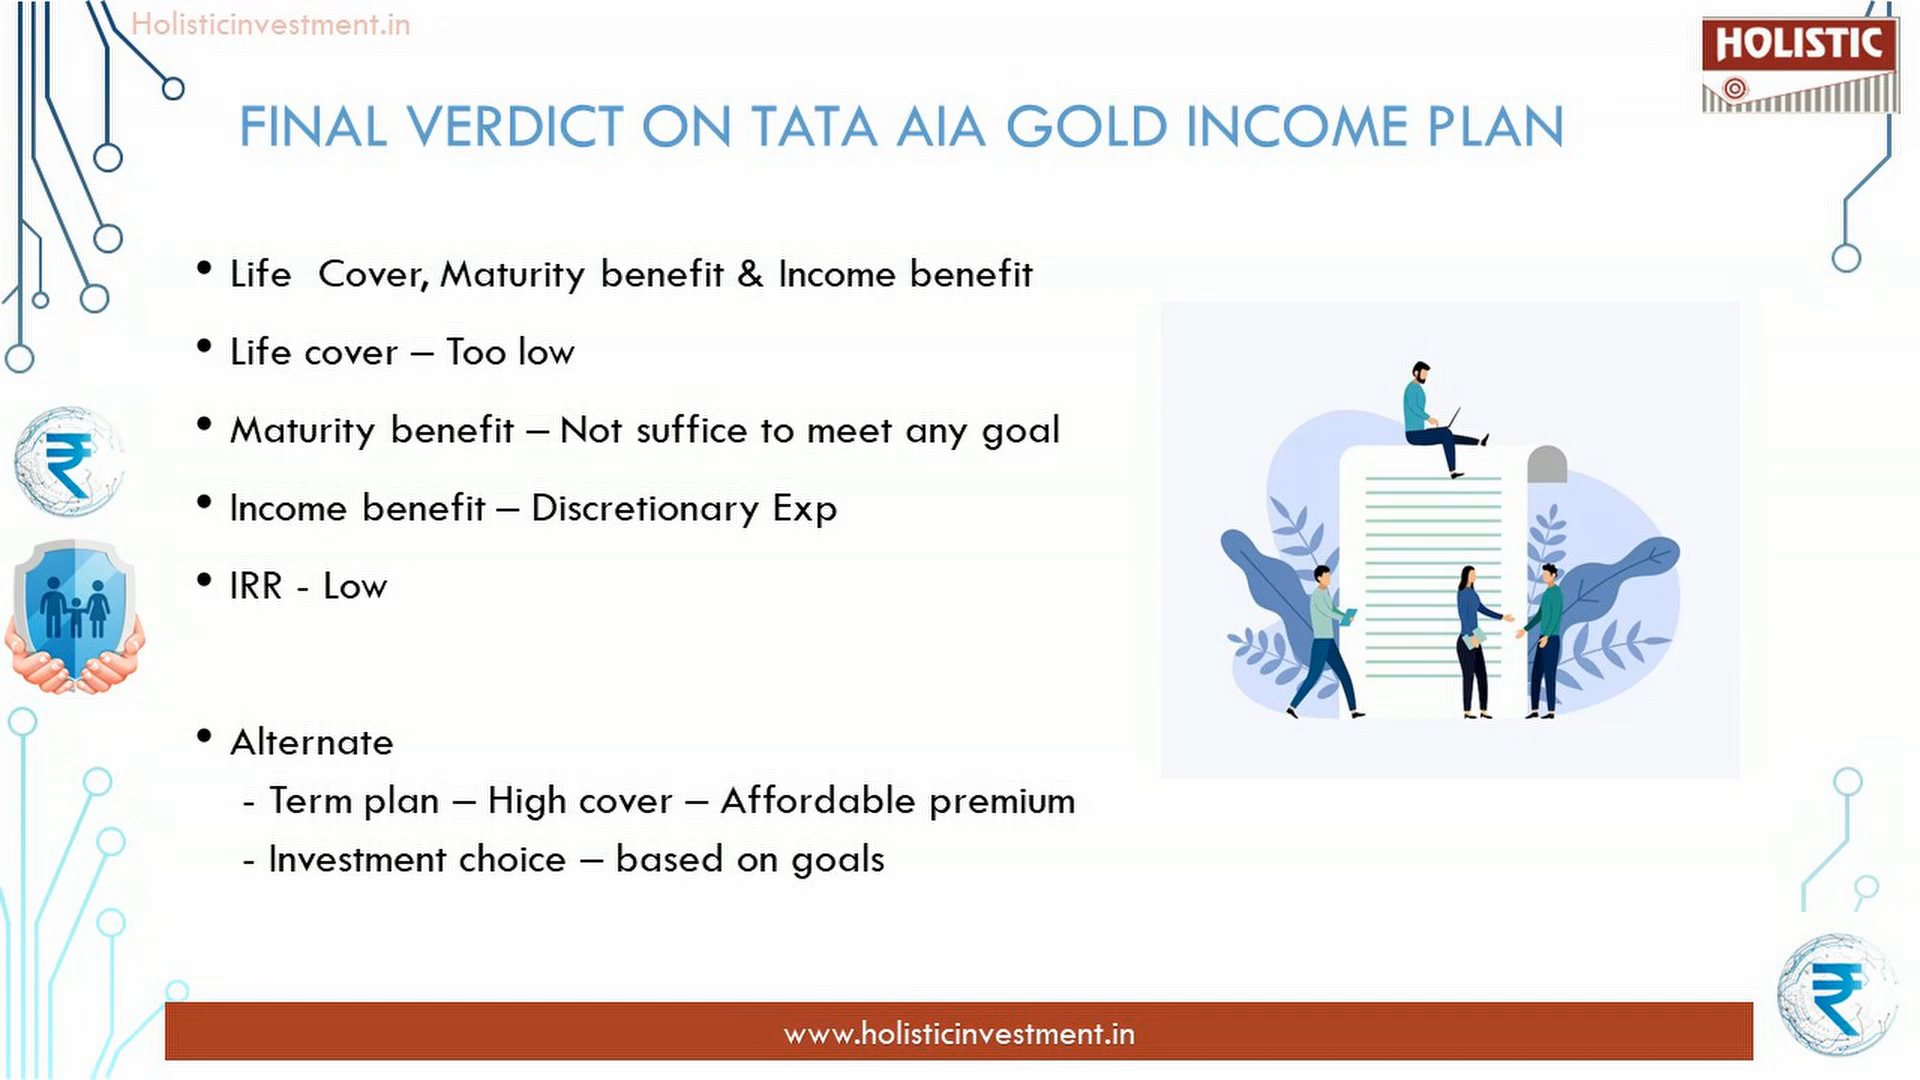 Holisticinvestment.in
HOLISTIC
FINAL VERDICT ON TATA AIA GOLD INCOME PLAN
• Life Cover, Maturity benefit & Income benefit
• Life cover – Too low
• Maturity benefit – Not suffice to meet any goal
• Income benefit – Discretionary Exp
• IRR - Low
• Alternate
- Term plan – High cover – Affordable premium
- Investment choice – based on goals
www.holisticinvestment.in